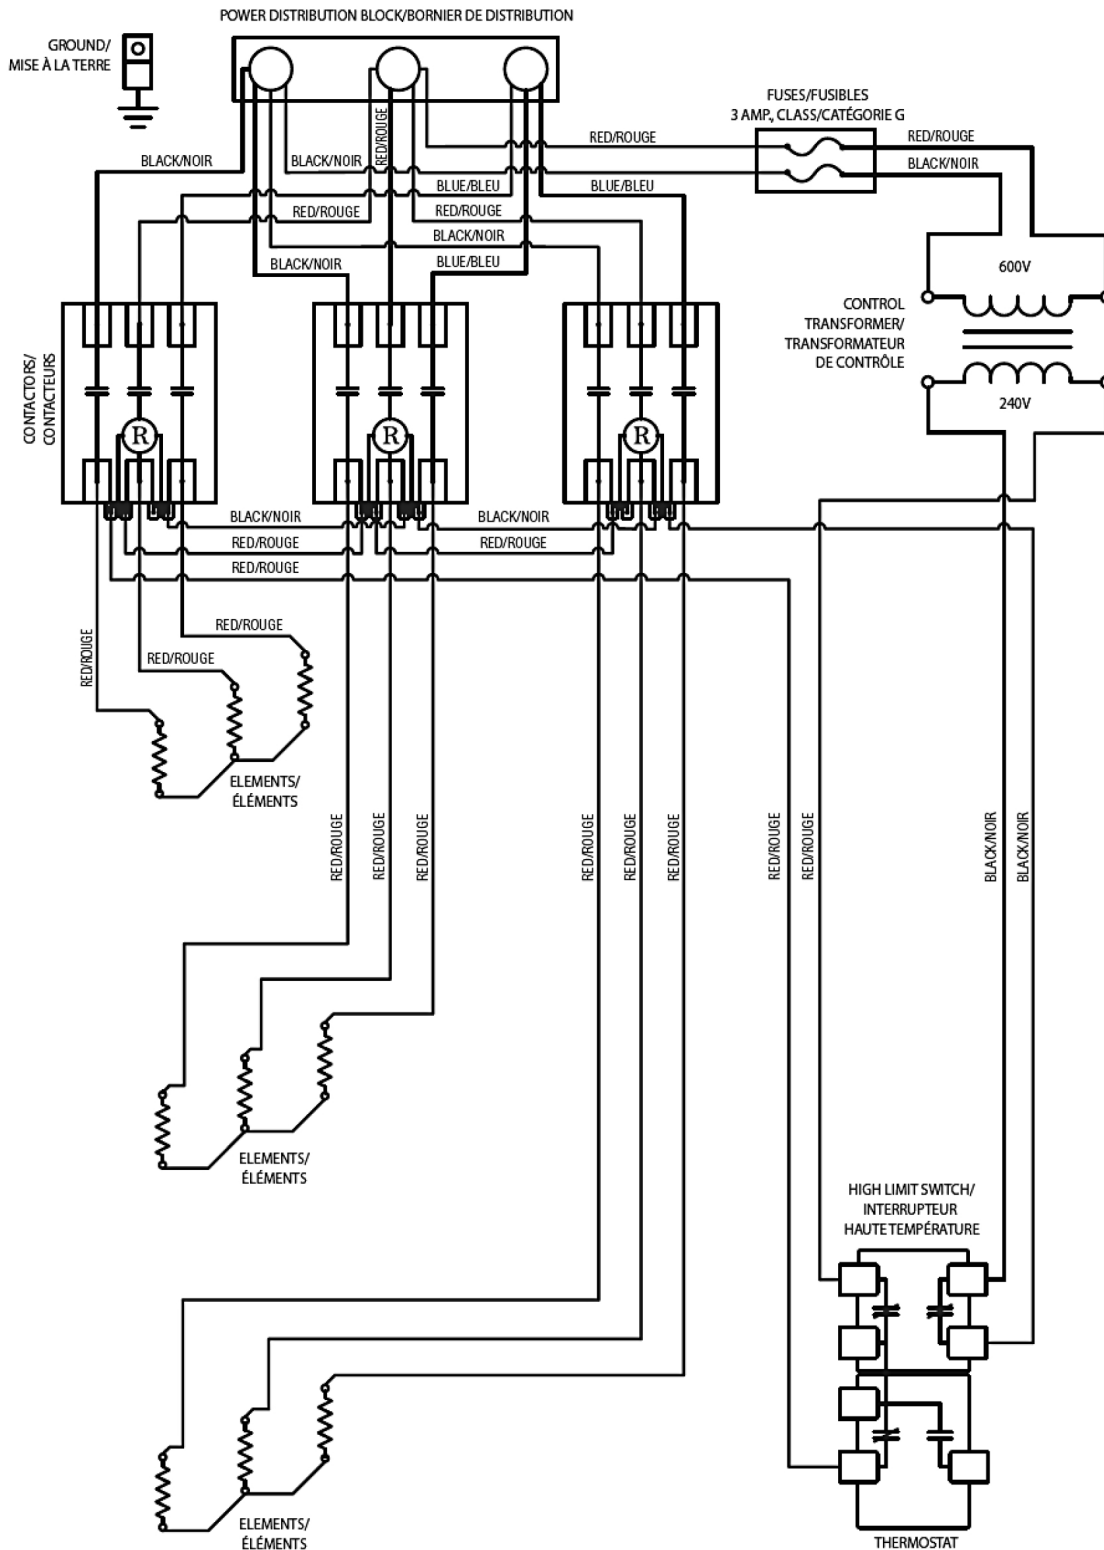 POWER DISTRIBUTION BLOCK/BORNIER DE DISTRIBUTION
GROUND/
MISE À LA TERRE
FUSES/FUSIBLES
3 AMP., CLASS/CATÉGORIE G
RED/ROUGE
RED/ROUGE
RED/ROUGE
BLACK/NOIR
BLACK/NOIR
BLACK/NOIR
BLUE/BLEU
BLUE/BLEU
RED/ROUGE
RED/ROUGE
BLACK/NOIR
BLACK/NOIR
BLUE/BLEU
600V
CONTROL
TRANSFORMER/
TRANSFORMATEUR
DE CONTRÔLE
240V
CONTACTORS/
CONTACTEURS
R
R
R
BLACK/NOIR
BLACK/NOIR
RED/ROUGE
RED/ROUGE
RED/ROUGE
RED/ROUGE
RED/ROUGE
RED/ROUGE
ELEMENTS/
ÉLÉMENTS
RED/ROUGE
RED/ROUGE
RED/ROUGE
RED/ROUGE
RED/ROUGE
RED/ROUGE
RED/ROUGE
RED/ROUGE
BLACK/NOIR
BLACK/NOIR
ELEMENTS/
ÉLÉMENTS
HIGH LIMIT SWITCH/
INTERRUPTEUR
HAUTE TEMPÉRATURE
ELEMENTS/
ÉLÉMENTS
THERMOSTAT